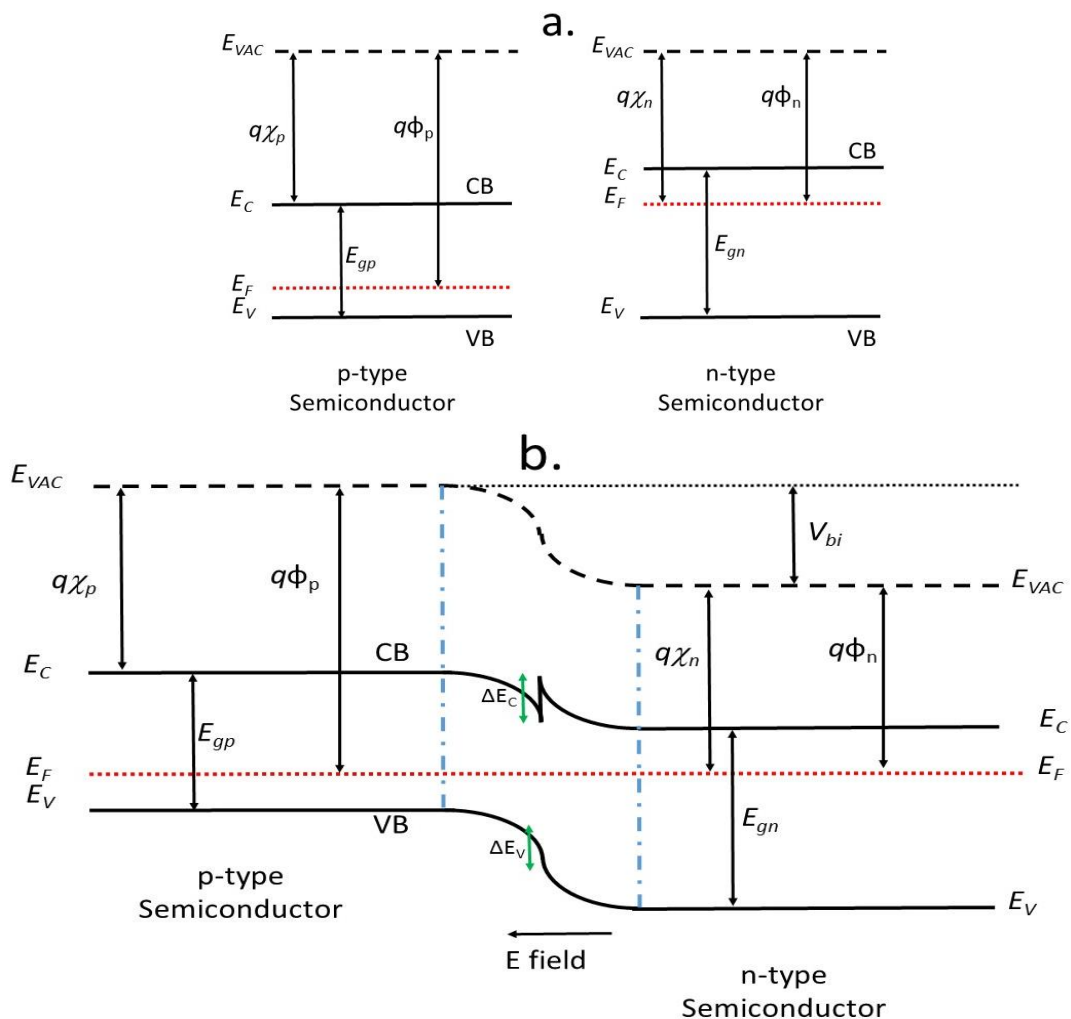 a.
E_VAC
qχ_p
qϕ_p
E_C
CB
E_gp
E_F
E_V
VB
p-type
Semiconductor
E_VAC
qχ_n
qϕ_n
CB
E_C
E_F
E_gn
E_V
VB
n-type
Semiconductor
b.
E_VAC
V_bi
qχ_p
qϕ_p
E_VAC
qχ_n
qϕ_n
E_C
CB
ΔE_C
E_C
E_gp
E_F
E_F
E_V
VB
E_gn
ΔE_V
p-type
Semiconductor
E_V
E field
n-type
Semiconductor